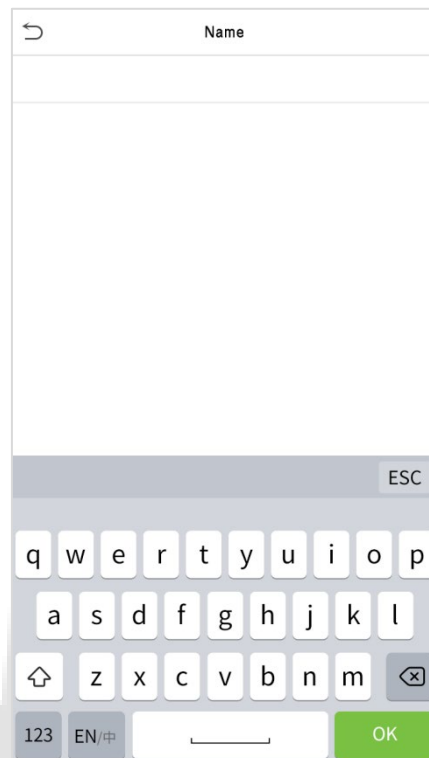 Name
ESC
q w e r t y u i o p
a s d f g h j k l
z x c v b n m
123 EN/中 OK